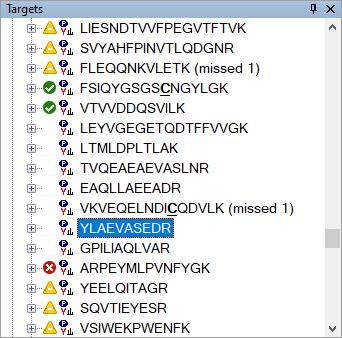 Targets
LIESNDTVVFPEGVTFTVK
SVYAHFPINVTLQDGNR
FLEQQNKVLETK (missed 1)
FSIQYGSGSCNGYLGK
VTVVDDQSVILK
LEYVGEGETQDTFFVVGK
LTMLDPLTLAK
TVQEAEAEVASLNR
EAQLLAEEADR
VKVEQELNDICQDVLK (missed 1)
YLAEVASEDR
GPILIAQLVAR
ARPEYMLPVNFYGK
YEELQITAGR
SQVTIEYESR
VSIWEKPWENFK